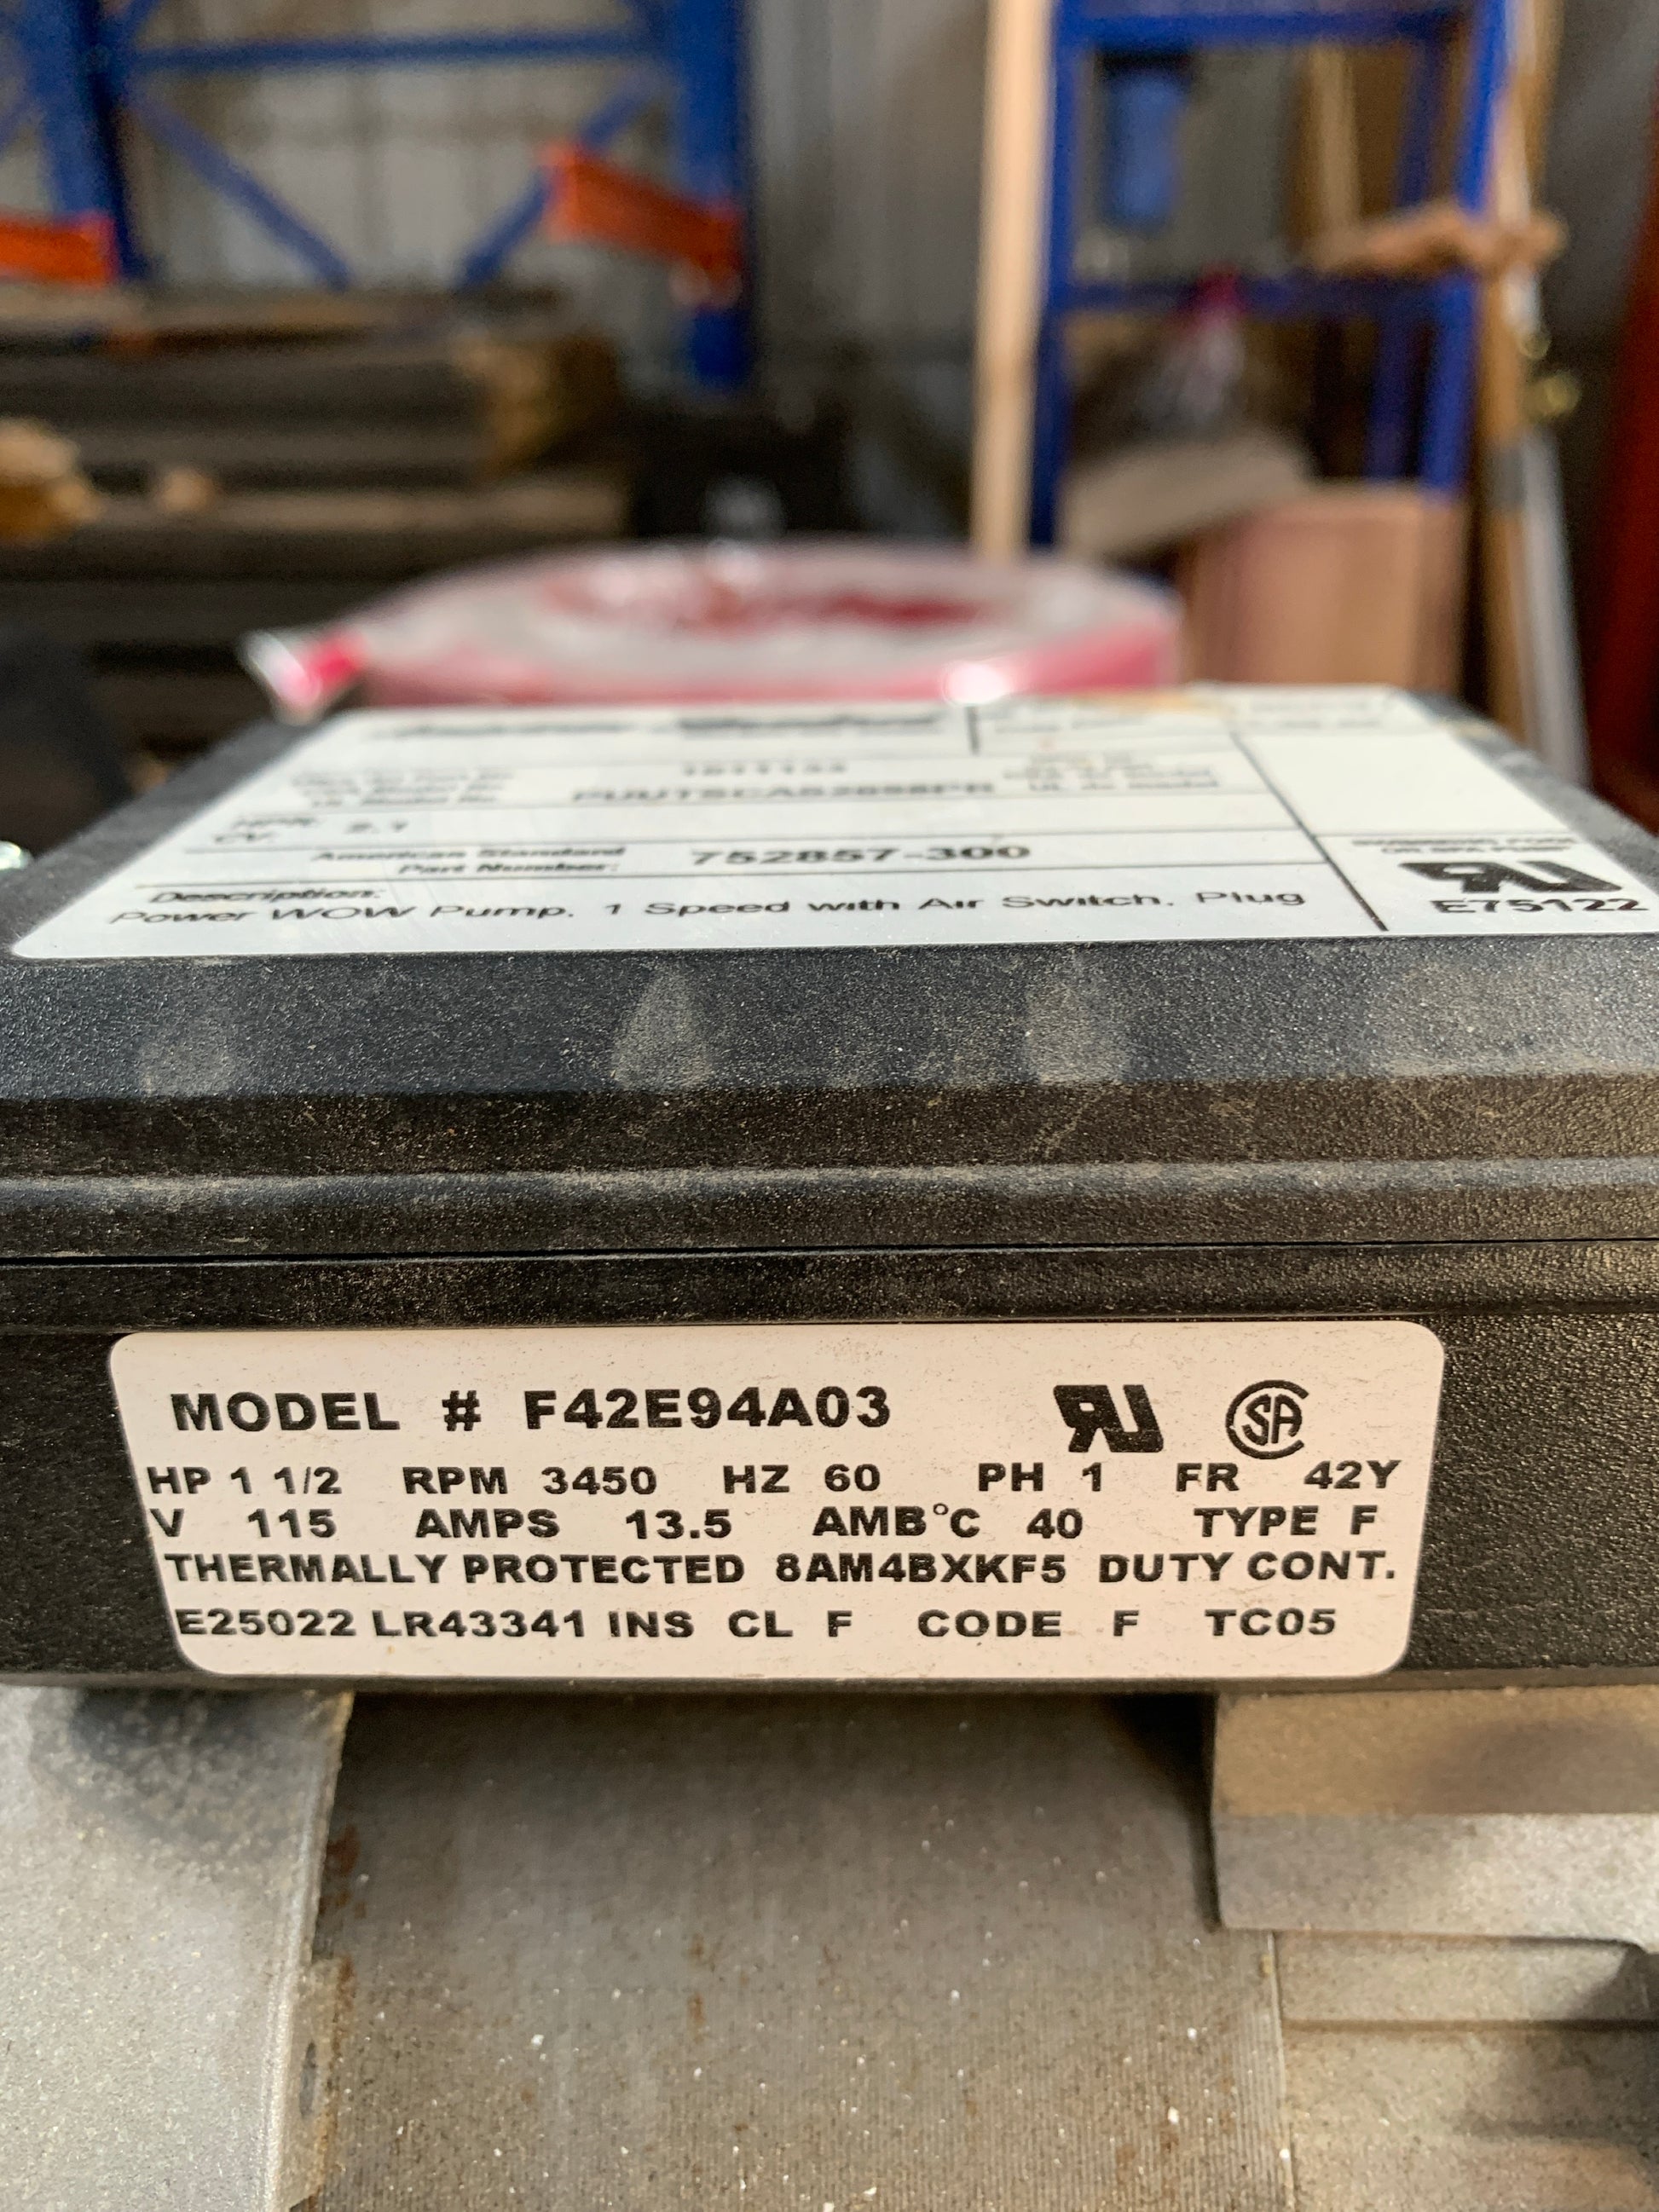 American Standard
Part Number: 752857-300
Description:
Power WOW Pump, 1 Speed with Air Switch, Plug
E75122
MODEL # F42E94A03
HP 1 1/2 RPM 3450 HZ 60 PH 1 FR 42Y
V 115 AMPS 13.5 AMB°C 40 TYPE F
THERMALLY PROTECTED 8AM4BXKF5 DUTY CONT.
E25022 LR43341 INS CL F CODE F TC05